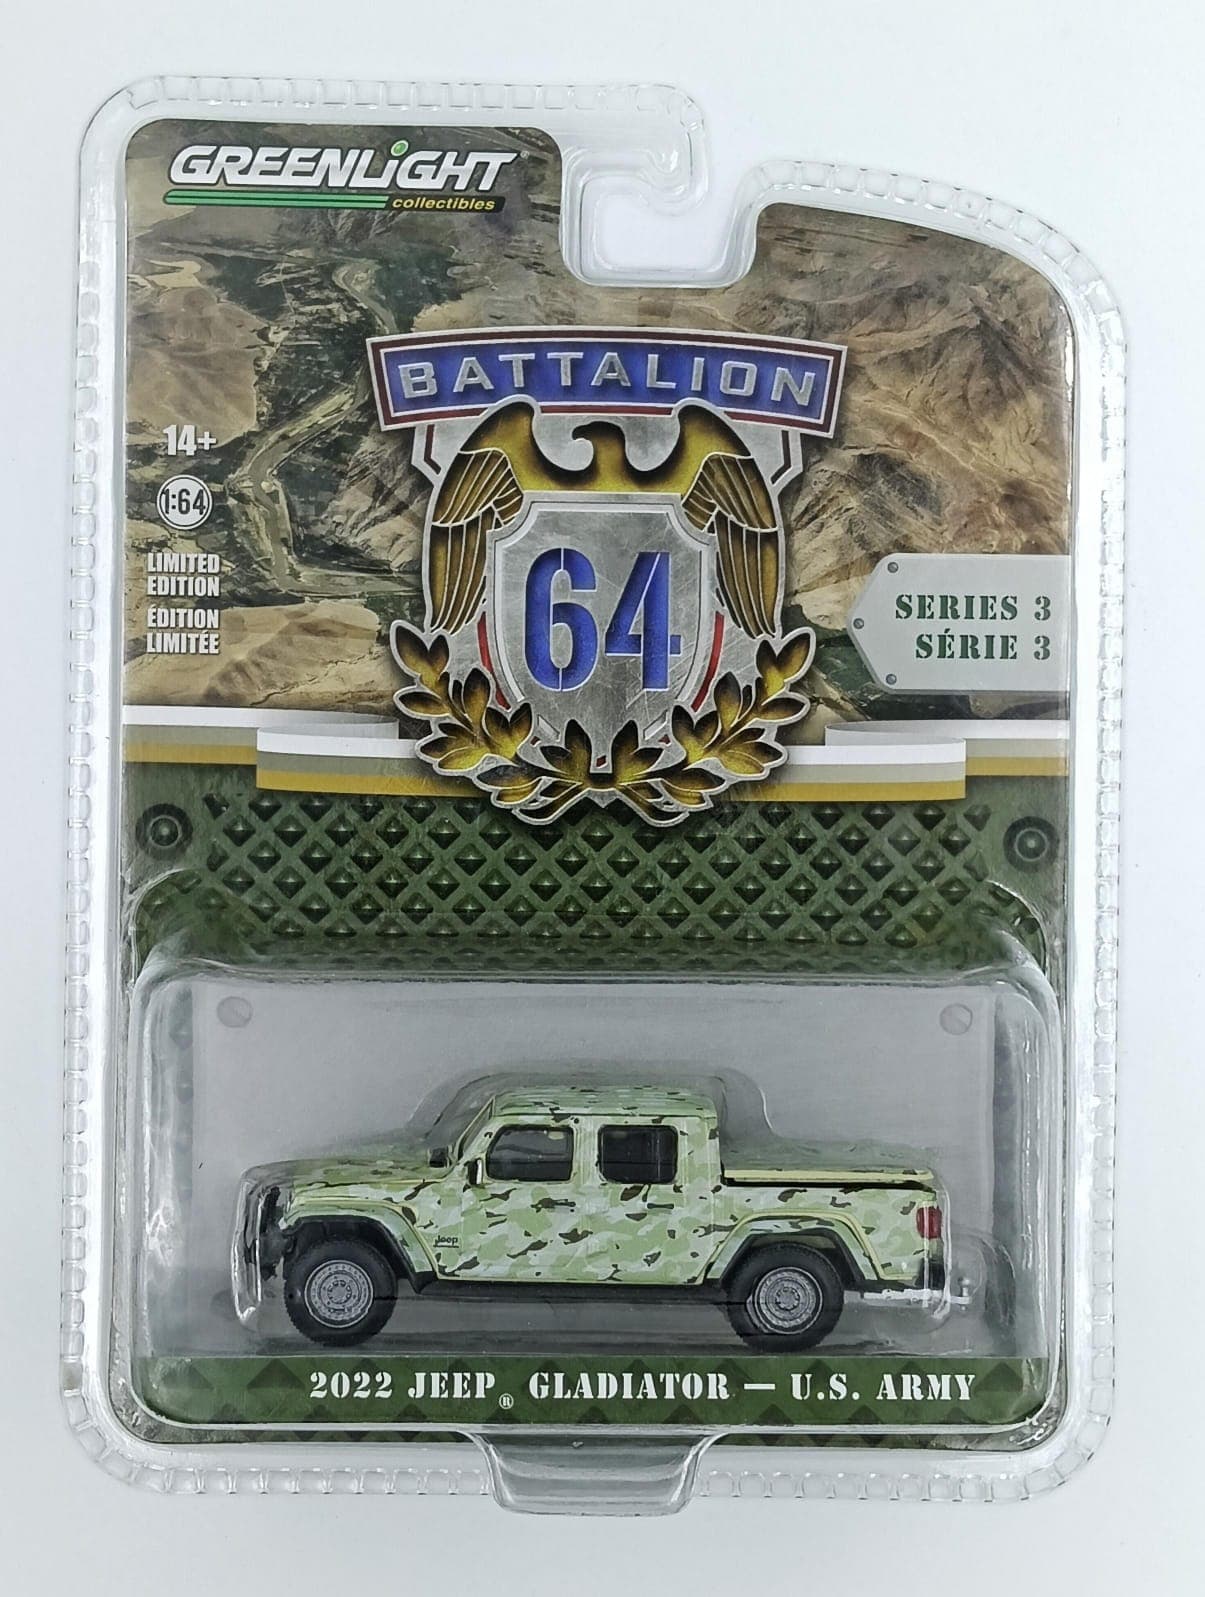 GREENLiGHT®
collectibles
BATTALION
64
14+
1:64
LIMITED
EDITION
ÉDITION
LIMITÉE
SERIES 3
SÉRIE 3
Jeep
2022 JEEP® GLADIATOR — U.S. ARMY